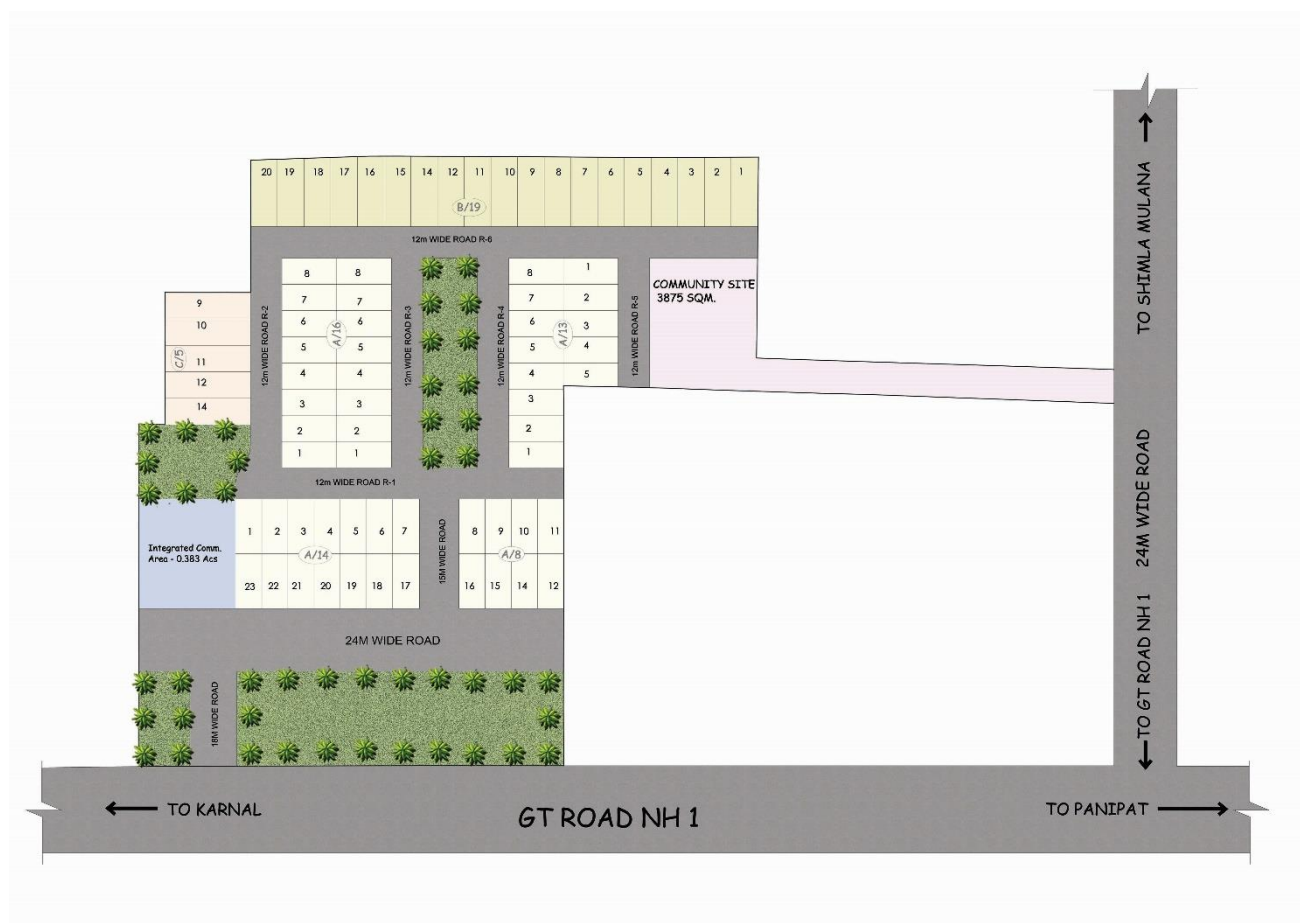 20 19 18 17 16 15 14 12 11 10 9 8 7 6 5 4 3 2 1
B/19
12m WIDE ROAD R-6
COMMUNITY SITE
3875 SQM.
12m WIDE ROAD R-2
8 8
7 7
6 6
5 5
4 4
3 3
2 2
1 1
A/16
12m WIDE ROAD R-3
12m WIDE ROAD R-4
8 1
7 2
6 3
5 4
4 5
3
2
1
A/13
12m WIDE ROAD R-5
9
10
11
12
14
C/5
12m WIDE ROAD R-1
Integrated Comm.
Area - 0.383 Acs
1 2 3 4 5 6 7
A/14
23 22 21 20 19 18 17
15M WIDE ROAD
8 9 10 11
A/8
16 15 14 12
24M WIDE ROAD
18M WIDE ROAD
TO SHIMLA MULANA
24M WIDE ROAD
TO GT ROAD NH 1
TO KARNAL
GT ROAD NH 1
TO PANIPAT